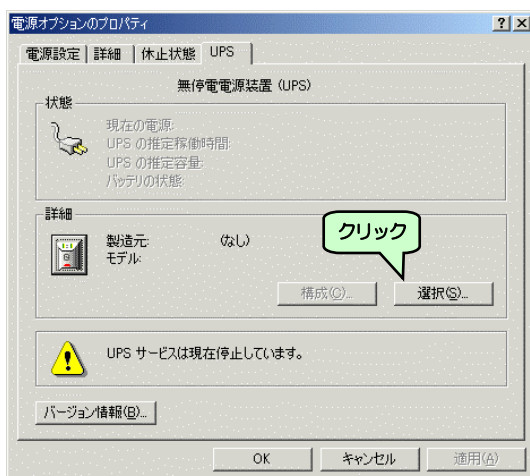 電源オプションのプロパティ
電源設定 詳細 休止状態 UPS
無停電電源装置 (UPS)
状態
現在の電源:
UPS の推定稼働時間:
UPS の推定容量:
バッテリの状態:
詳細
製造元: (なし)
モデル:
クリック
構成(C)... 選択(S)...
UPS サービスは現在停止しています。
バージョン情報(B)...
OK キャンセル 適用(A)